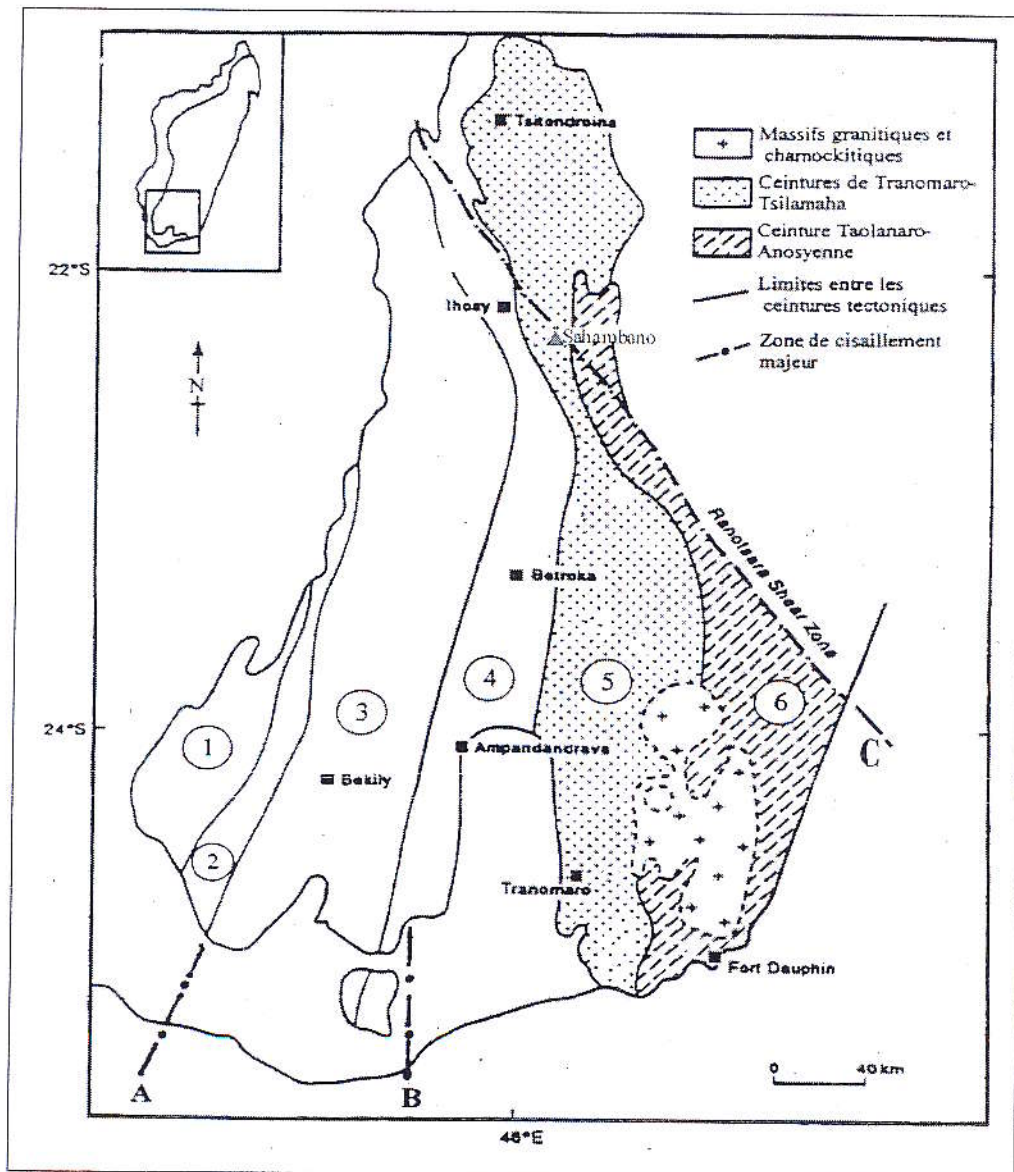 Massifs granitiques et
charnockitiques
Ceintures de Tranomaro-
Tsilamaha
Ceinture Taolanaro-
Anosyenne
Limites entre les
ceintures tectoniques
Zone de cisaillement
majeur
Tsitondroina
22°S
Ihosy
Sahambano
N
Ranotsara Shear Zone
Betroka
1
2
3
4
5
6
24°S
Ampandandrava
Bekily
C
Tranomaro
Fort Dauphin
A
B
0 40 km
46°E